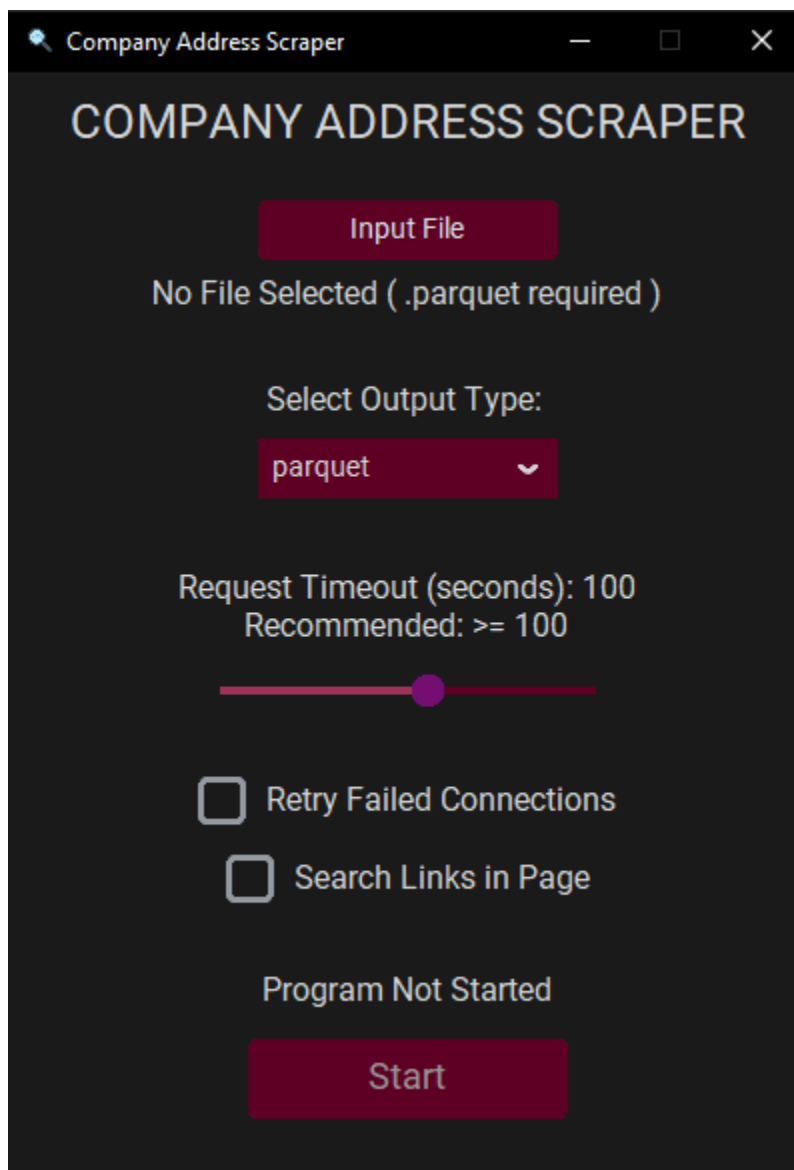 Company Address Scraper
COMPANY ADDRESS SCRAPER
Input File
No File Selected ( .parquet required )
Select Output Type:
parquet
Request Timeout (seconds): 100
Recommended: >= 100
Retry Failed Connections
Search Links in Page
Program Not Started
Start